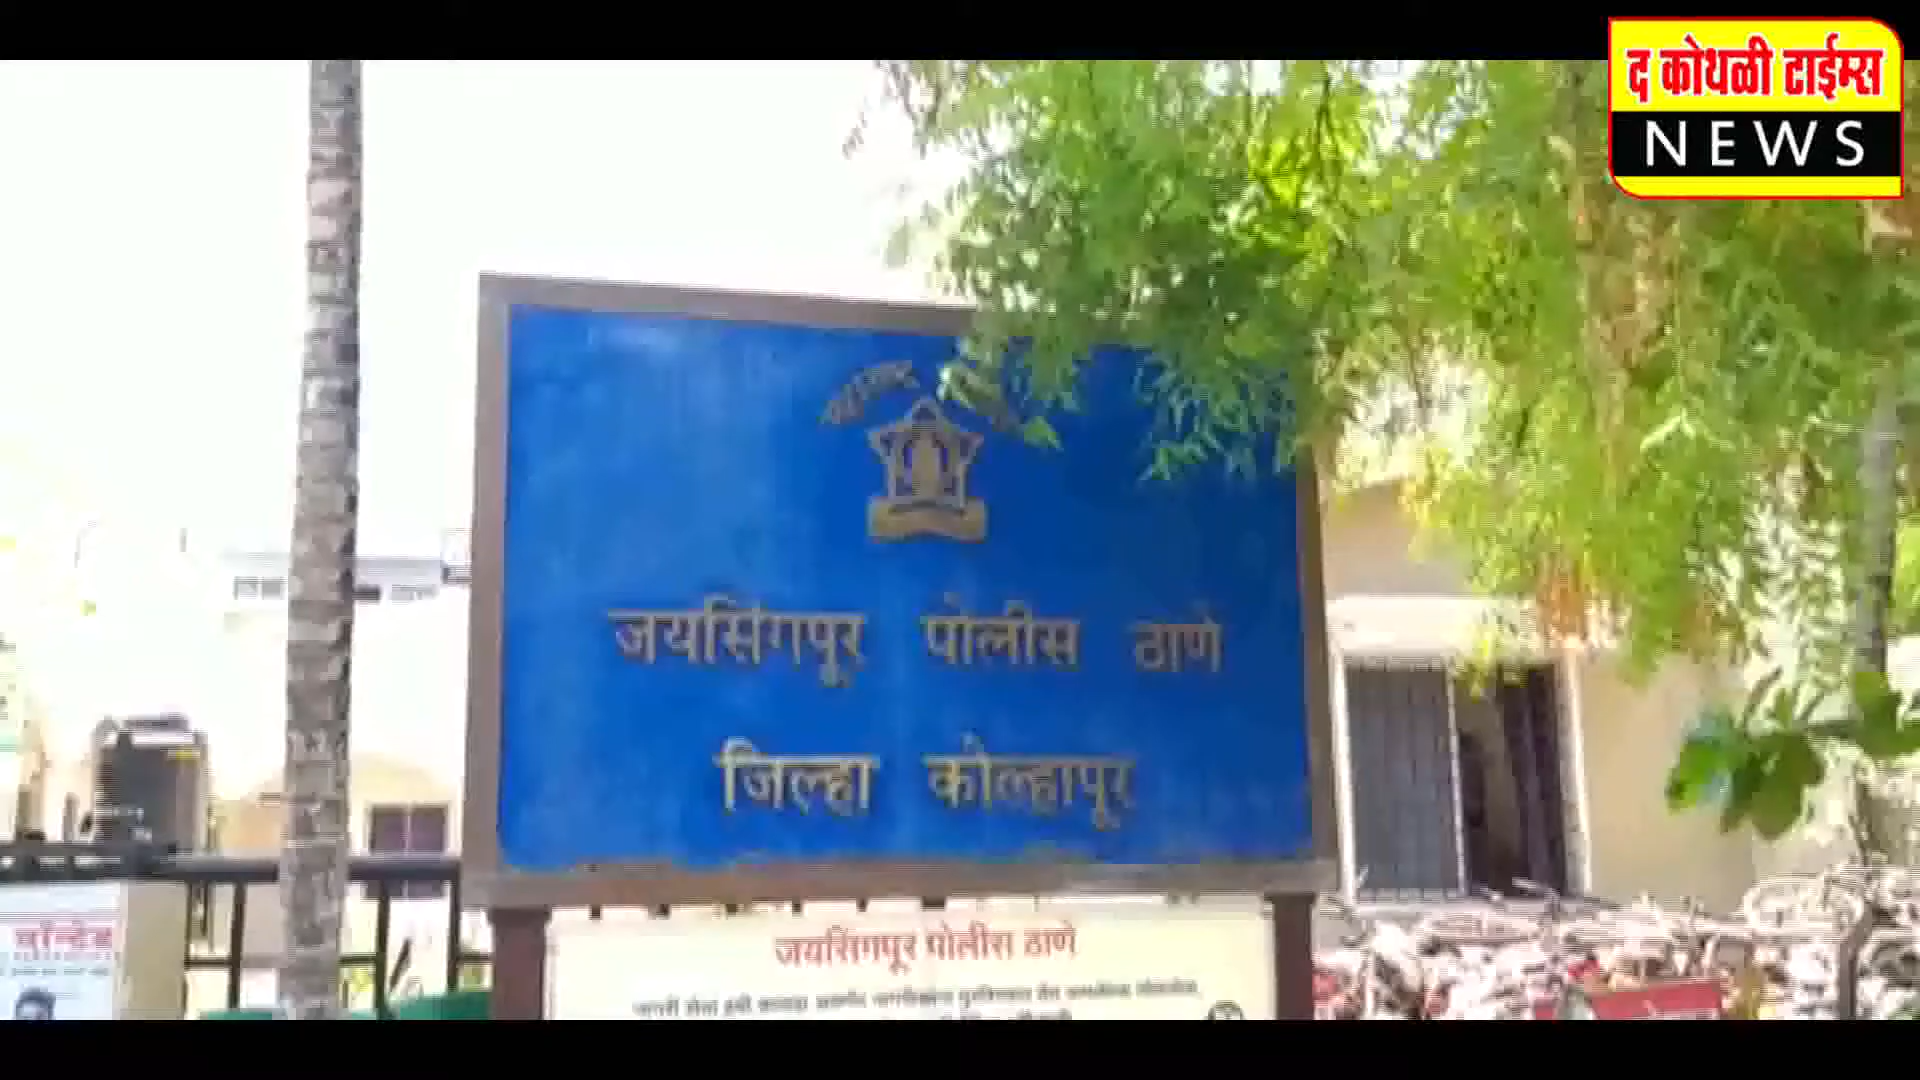 द कोथळी टाईम्स
NEWS
जयसिंगपूर पोलीस ठाणे
जिल्हा कोल्हापूर
जयसिंगपूर पोलीस ठाणे
वॉन्टेड